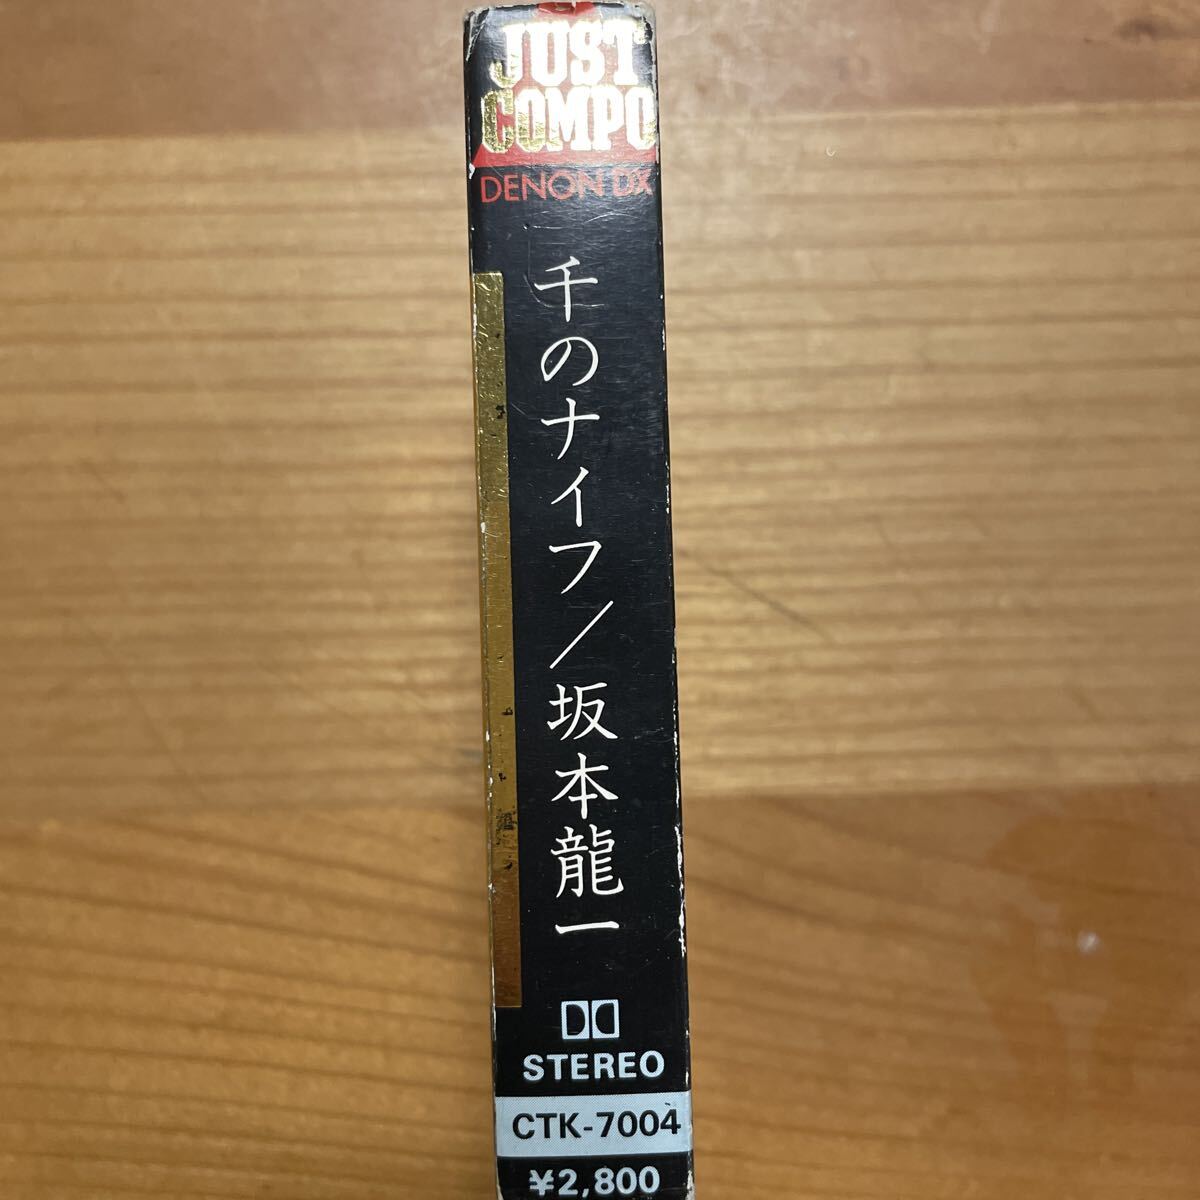 JUST
COMPO
DENON DX
千のナイフ/坂本龍一
STEREO
CTK-7004
¥2,800